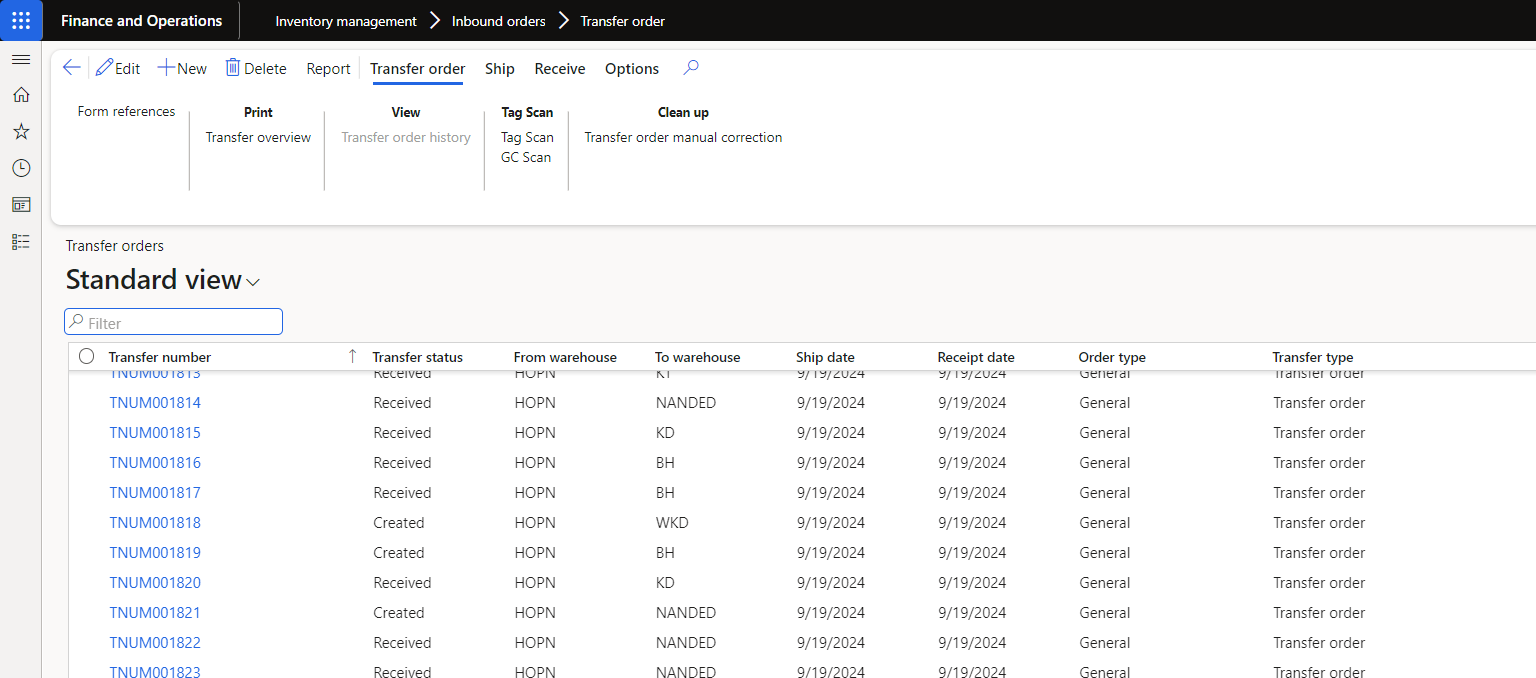 Finance and Operations
Inventory management > Inbound orders > Transfer order
Edit New Delete Report Transfer order Ship Receive Options
Form references
Print
Transfer overview
View
Transfer order history
Tag Scan
Tag Scan
GC Scan
Clean up
Transfer order manual correction
Transfer orders
Standard view
Filter
Transfer number Transfer status From warehouse To warehouse Ship date Receipt date Order type Transfer type
TNUM001813 Received HOPN KT 9/19/2024 9/19/2024 General Transfer order
TNUM001814 Received HOPN NANDED 9/19/2024 9/19/2024 General Transfer order
TNUM001815 Received HOPN KD 9/19/2024 9/19/2024 General Transfer order
TNUM001816 Received HOPN BH 9/19/2024 9/19/2024 General Transfer order
TNUM001817 Received HOPN BH 9/19/2024 9/19/2024 General Transfer order
TNUM001818 Created HOPN WKD 9/19/2024 9/19/2024 General Transfer order
TNUM001819 Created HOPN BH 9/19/2024 9/19/2024 General Transfer order
TNUM001820 Received HOPN KD 9/19/2024 9/19/2024 General Transfer order
TNUM001821 Created HOPN NANDED 9/19/2024 9/19/2024 General Transfer order
TNUM001822 Received HOPN NANDED 9/19/2024 9/19/2024 General Transfer order
TNUM001823 Received HOPN NANDED 9/19/2024 9/19/2024 General Transfer order